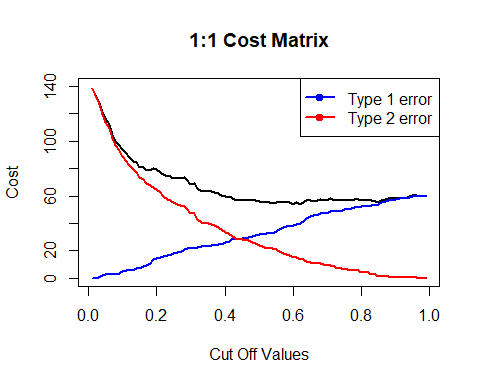 1:1 Cost Matrix
Type 1 error
Type 2 error
Cost
140
100
60
20
0
0.0 0.2 0.4 0.6 0.8 1.0
Cut Off Values